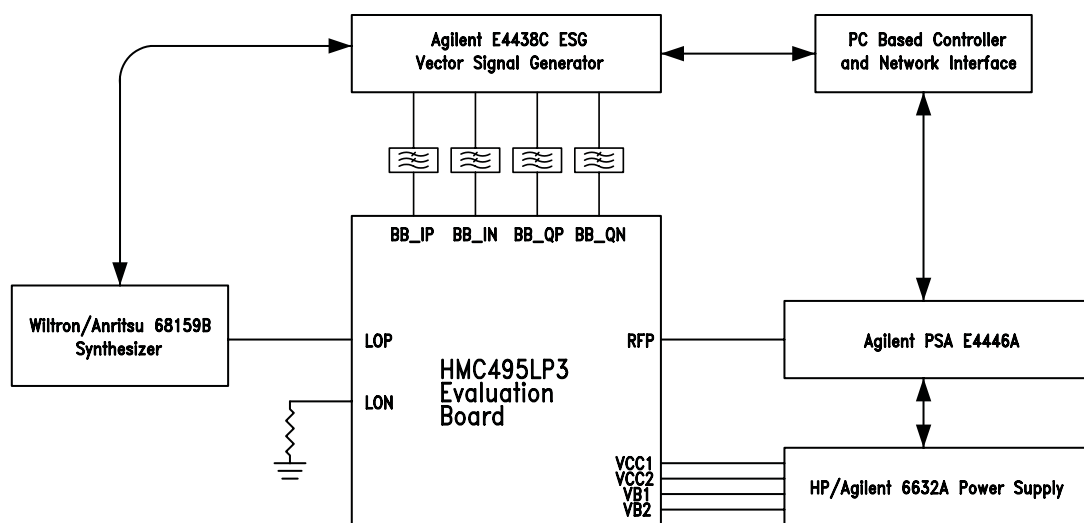 Agilent E4438C ESG
Vector Signal Generator
PC Based Controller
and Network Interface
BB_IP BB_IN BB_QP BB_QN
Wiltron/Anritsu 68159B
Synthesizer
LOP
RFP
Agilent PSA E4446A
HMC495LP3
Evaluation
Board
LON
VCC1
VCC2
VB1
VB2
HP/Agilent 6632A Power Supply